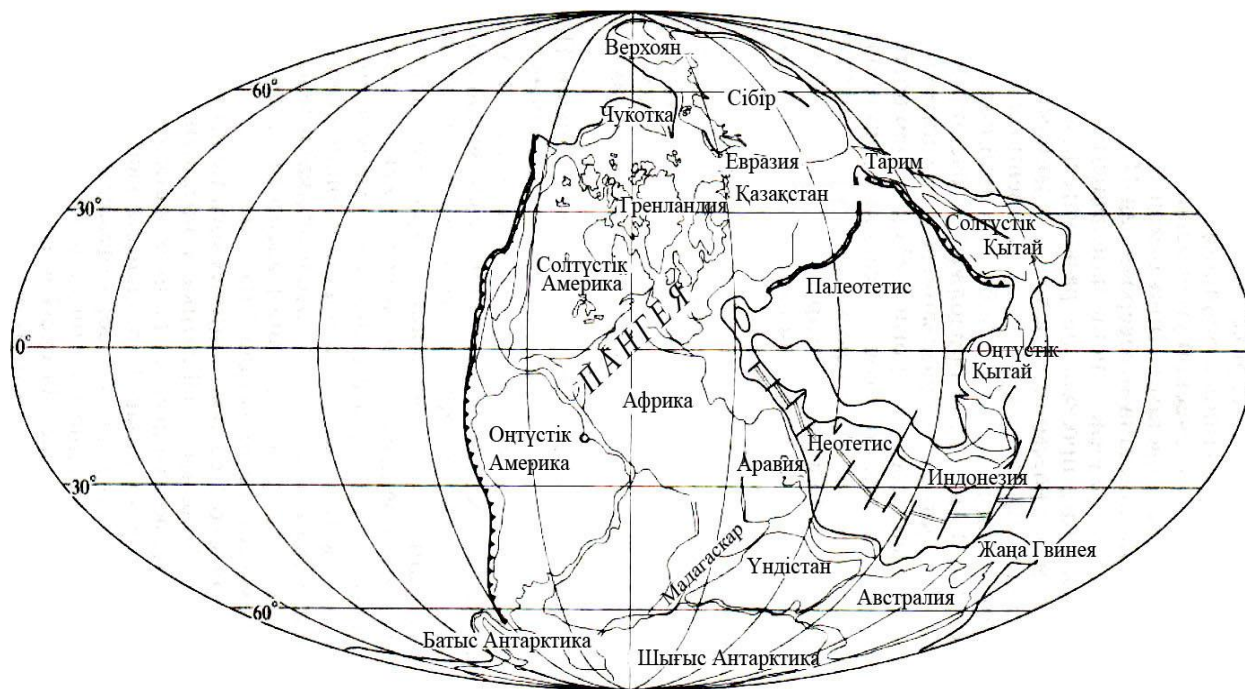 Верхоян
60°
Сібір
Чукотка
Евразия
Тарим
Қазақстан
30°
Гренландия
Солтүстік
Қытай
Солтүстік
Америка
Палеотетис
ПАНГЕЯ
0°
Оңтүстік
Қытай
Африка
Оңтүстік
Америка
Неотетис
Аравия
Индонезия
30°
Мадагаскар
Үндістан
Жаңа Гвинея
Австралия
60°
Батыс Антарктика
Шығыс Антарктика